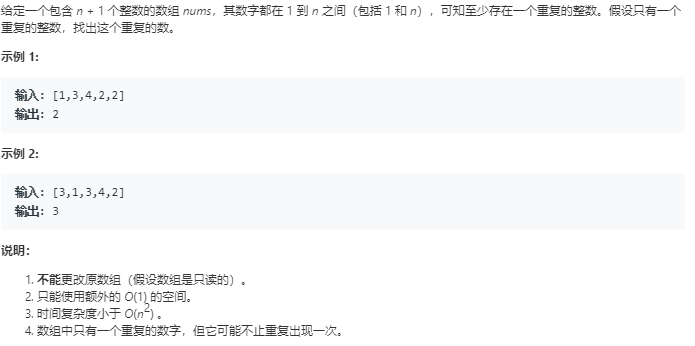 给定一个包含 n + 1 个整数的数组 nums，其数字都在 1 到 n 之间（包括 1 和 n），可知至少存在一个重复的整数。假设只有一个
重复的整数，找出这个重复的数。
示例 1:
输入: [1,3,4,2,2]
输出: 2
示例 2:
输入: [3,1,3,4,2]
输出: 3
说明：
1. 不能更改原数组（假设数组是只读的）。
2. 只能使用额外的 O(1) 的空间。
3. 时间复杂度小于 O(n²) 。
4. 数组中只有一个重复的数字，但它可能不止重复出现一次。